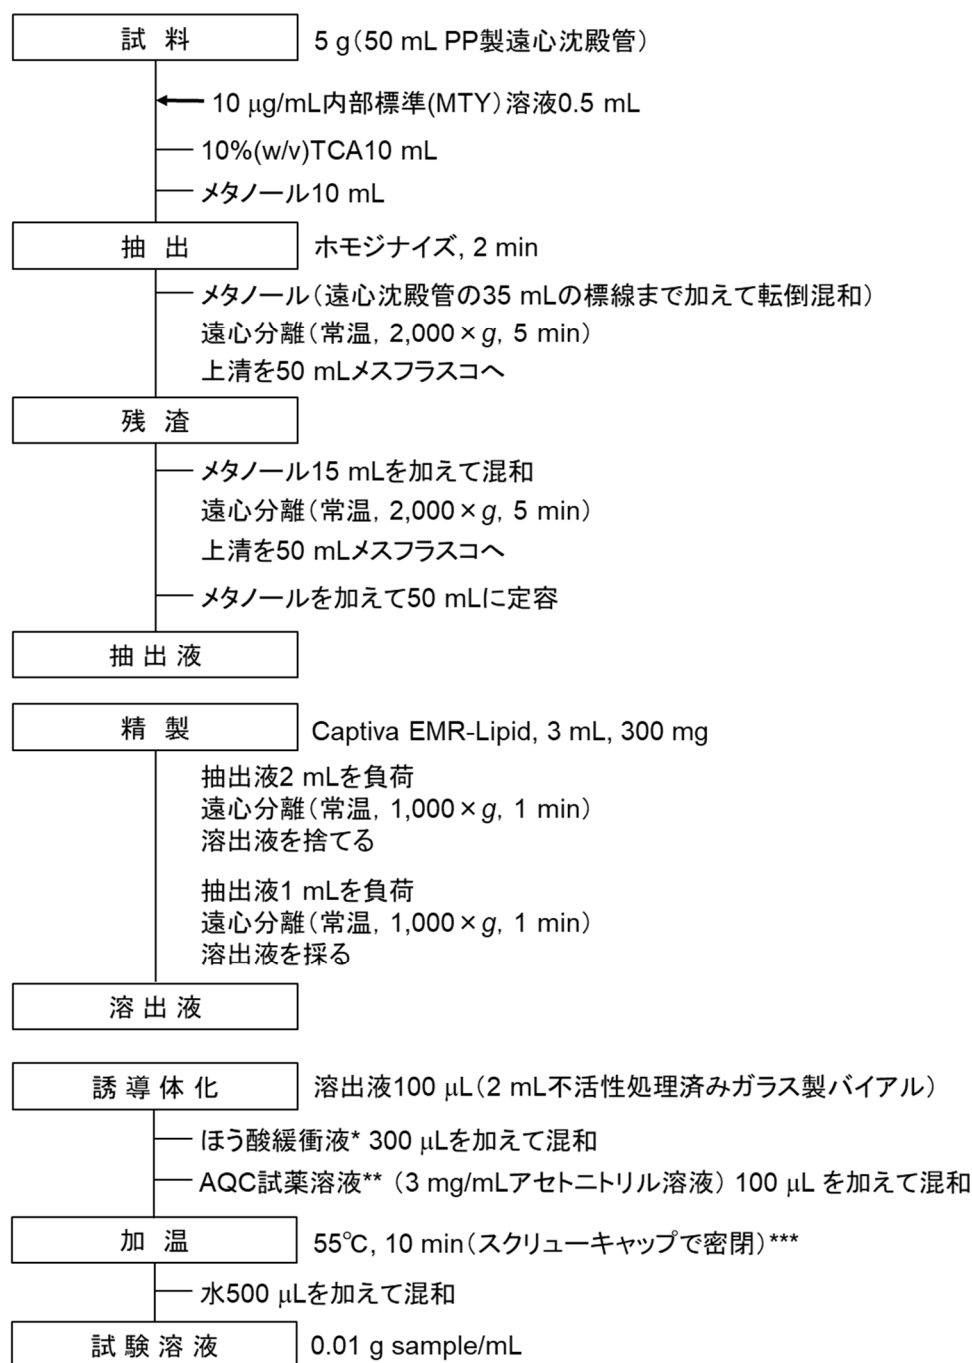 試 料 5 g（50 mL PP製遠心沈殿管）
10 μg/mL内部標準(MTY）溶液0.5 mL
10%(w/v)TCA10 mL
メタノール10 mL
抽 出 ホモジナイズ, 2 min
メタノール（遠心沈殿管の35 mLの標線まで加えて転倒混和）
遠心分離（常温, 2,000×g, 5 min）
上清を50 mLメスフラスコへ
残 渣
メタノール15 mLを加えて混和
遠心分離（常温, 2,000×g, 5 min）
上清を50 mLメスフラスコへ
メタノールを加えて50 mLに定容
抽 出 液
精 製 Captiva EMR-Lipid, 3 mL, 300 mg
抽出液2 mLを負荷
遠心分離（常温, 1,000×g, 1 min）
溶出液を捨てる
抽出液1 mLを負荷
遠心分離（常温, 1,000×g, 1 min）
溶出液を採る
溶 出 液
誘 導 体 化 溶出液100 μL（2 mL不活性処理済みガラス製バイアル）
ほう酸緩衝液* 300 μLを加えて混和
AQC試薬溶液** （3 mg/mLアセトニトリル溶液） 100 μL を加えて混和
加 温 55℃, 10 min（スクリューキャップで密閉）***
水500 μLを加えて混和
試 験 溶 液 0.01 g sample/mL